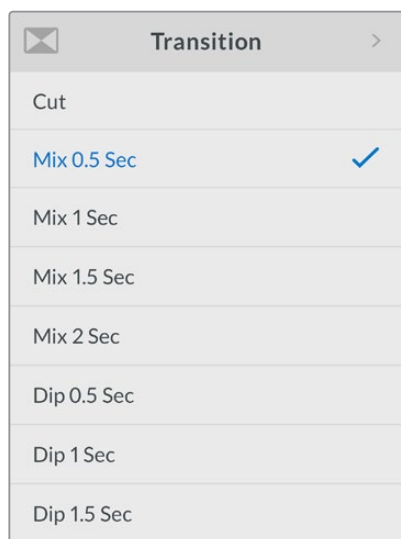 Transition
Cut
Mix 0.5 Sec
Mix 1 Sec
Mix 1.5 Sec
Mix 2 Sec
Dip 0.5 Sec
Dip 1 Sec
Dip 1.5 Sec